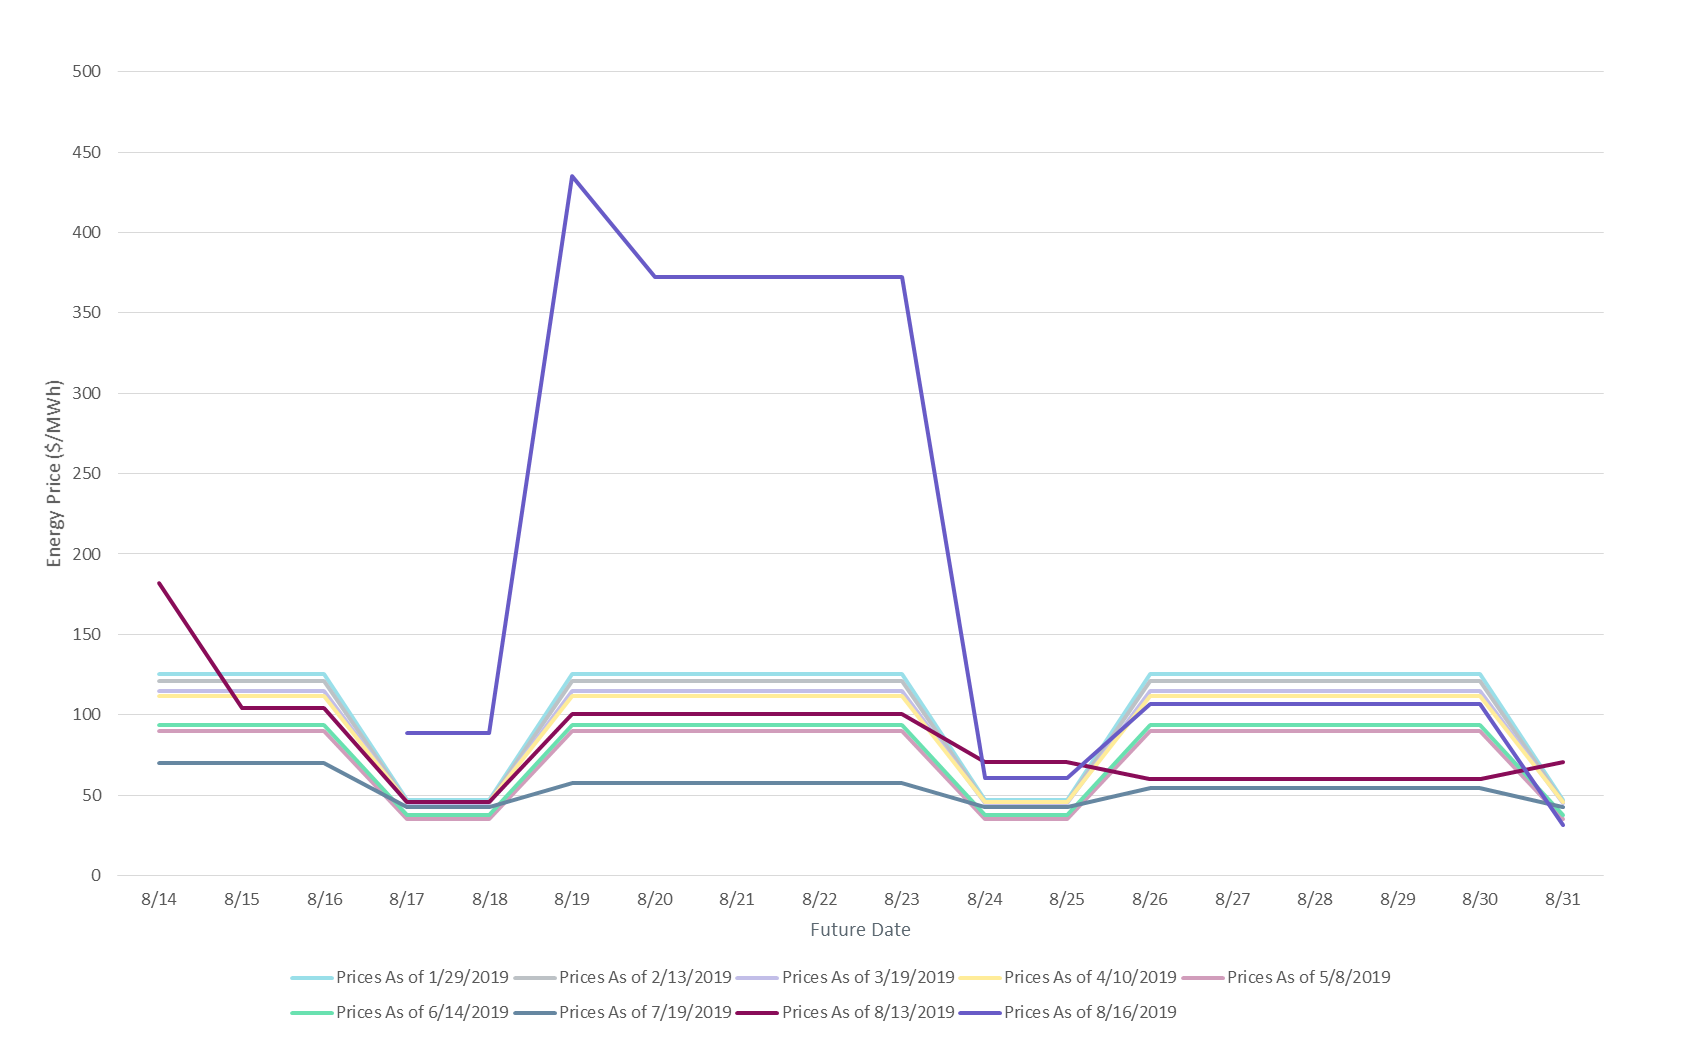 500
450
400
350
300
250
200
150
100
50
0
Energy Price ($/MWh)
8/14 8/15 8/16 8/17 8/18 8/19 8/20 8/21 8/22 8/23 8/24 8/25 8/26 8/27 8/28 8/29 8/30 8/31
Future Date
Prices As of 1/29/2019 Prices As of 2/13/2019 Prices As of 3/19/2019 Prices As of 4/10/2019 Prices As of 5/8/2019
Prices As of 6/14/2019 Prices As of 7/19/2019 Prices As of 8/13/2019 Prices As of 8/16/2019